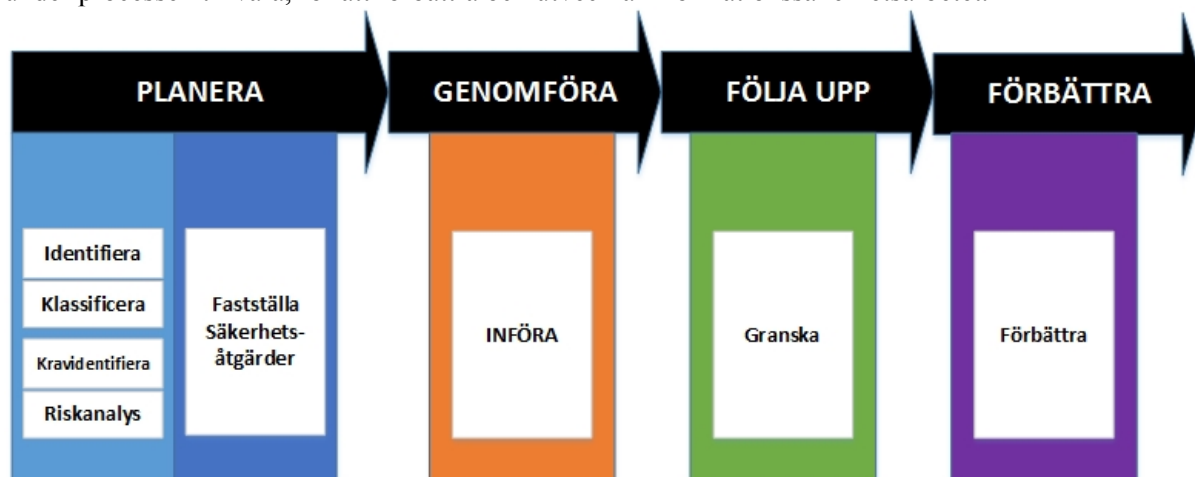 PLANERA
GENOMFÖRA
FÖLJA UPP
FÖRBÄTTRA
Identifiera
Klassificera
Kravidentifiera
Riskanalys
Fastställa
Säkerhets-
åtgärder
INFÖRA
Granska
Förbättra